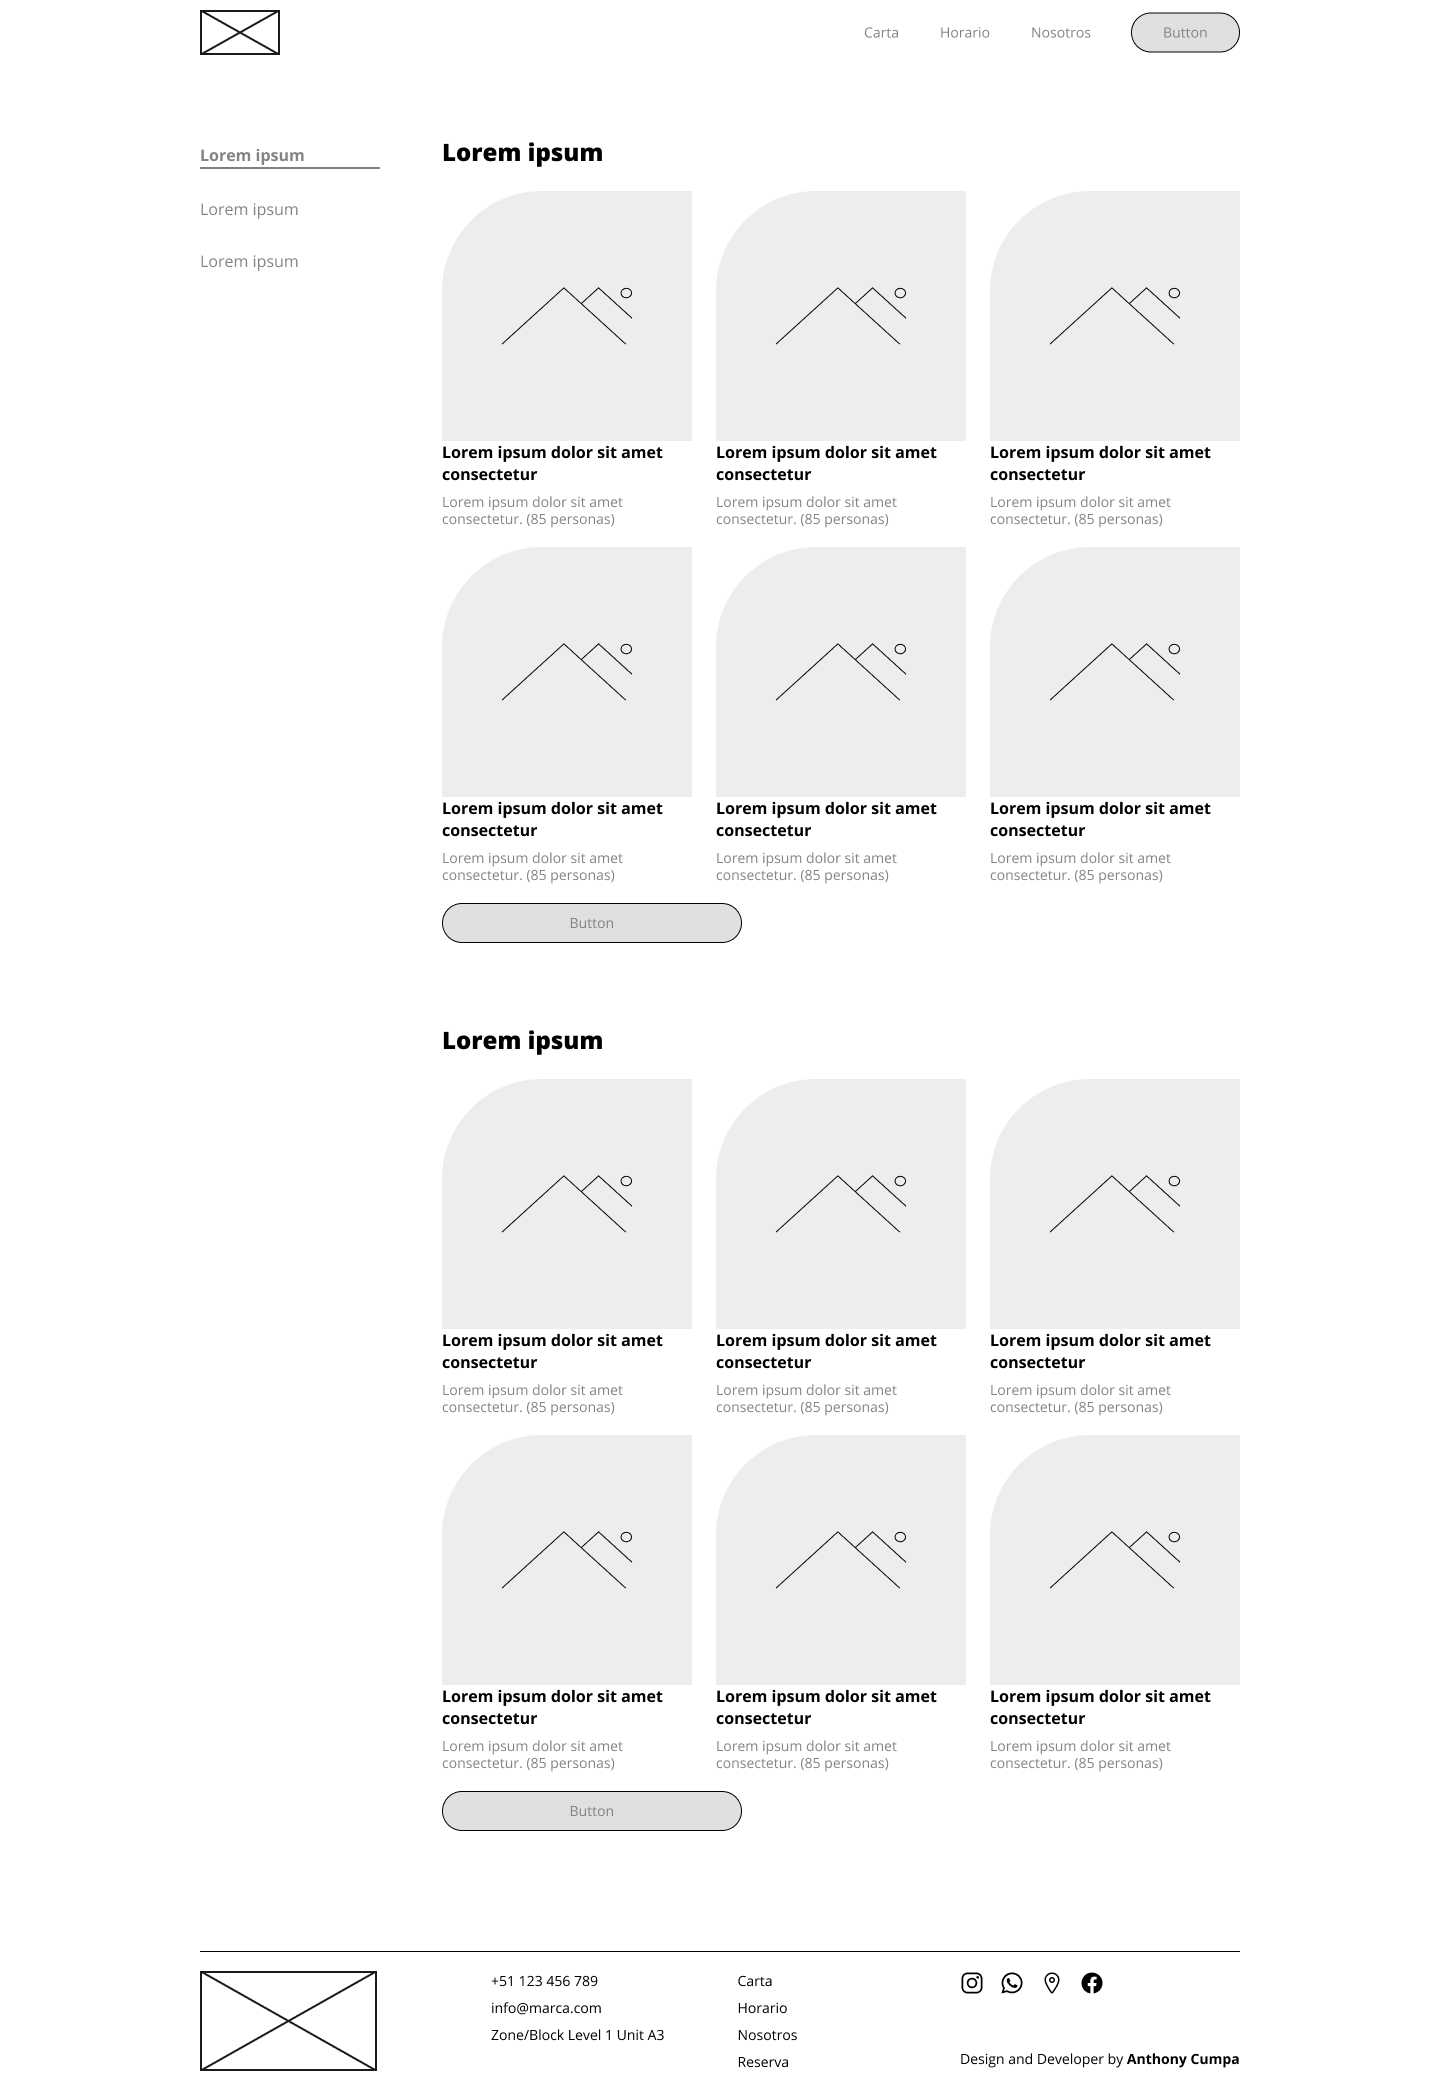 Carta
Horario
Nosotros
Button
Lorem ipsum
Lorem ipsum
Lorem ipsum
Lorem ipsum
Lorem ipsum dolor sit amet
consectetur
Lorem ipsum dolor sit amet
consectetur. (85 personas)
Lorem ipsum dolor sit amet
consectetur
Lorem ipsum dolor sit amet
consectetur. (85 personas)
Lorem ipsum dolor sit amet
consectetur
Lorem ipsum dolor sit amet
consectetur. (85 personas)
Lorem ipsum dolor sit amet
consectetur
Lorem ipsum dolor sit amet
consectetur. (85 personas)
Lorem ipsum dolor sit amet
consectetur
Lorem ipsum dolor sit amet
consectetur. (85 personas)
Lorem ipsum dolor sit amet
consectetur
Lorem ipsum dolor sit amet
consectetur. (85 personas)
Button
Lorem ipsum
Lorem ipsum dolor sit amet
consectetur
Lorem ipsum dolor sit amet
consectetur. (85 personas)
Lorem ipsum dolor sit amet
consectetur
Lorem ipsum dolor sit amet
consectetur. (85 personas)
Lorem ipsum dolor sit amet
consectetur
Lorem ipsum dolor sit amet
consectetur. (85 personas)
Lorem ipsum dolor sit amet
consectetur
Lorem ipsum dolor sit amet
consectetur. (85 personas)
Lorem ipsum dolor sit amet
consectetur
Lorem ipsum dolor sit amet
consectetur. (85 personas)
Lorem ipsum dolor sit amet
consectetur
Lorem ipsum dolor sit amet
consectetur. (85 personas)
Button
+51 123 456 789
info@marca.com
Zone/Block Level 1 Unit A3
Carta
Horario
Nosotros
Reserva
Design and Developer by Anthony Cumpa